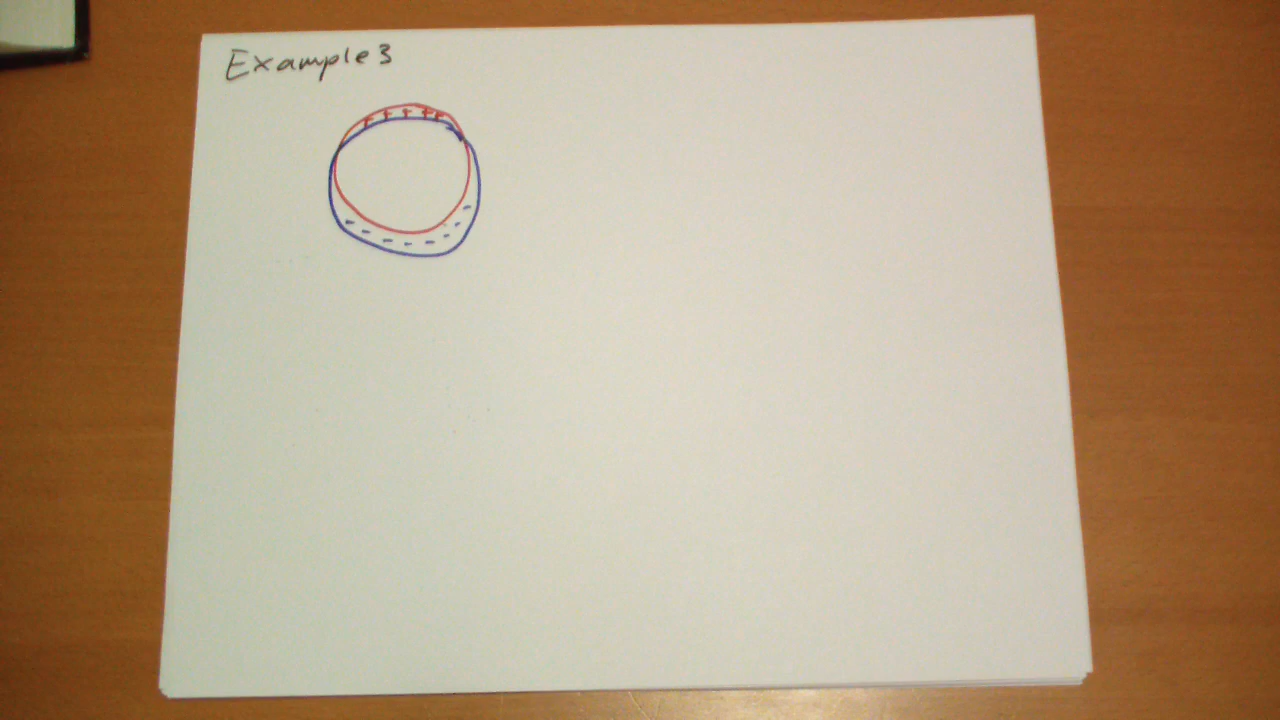 Example 3
+ + + + +
- - - - - - - -